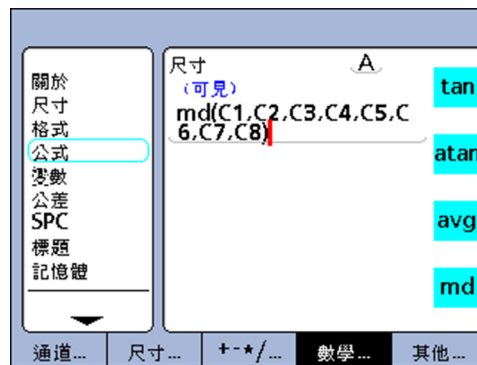 關於
尺寸
格式
公式
變數
公差
SPC
標題
記憶體
尺寸
A
(可見)
md(C1,C2,C3,C4,C5,C
6,C7,C8)
tan
atan
avg
md
通道...
尺寸...
+-*/...
數學...
其他...